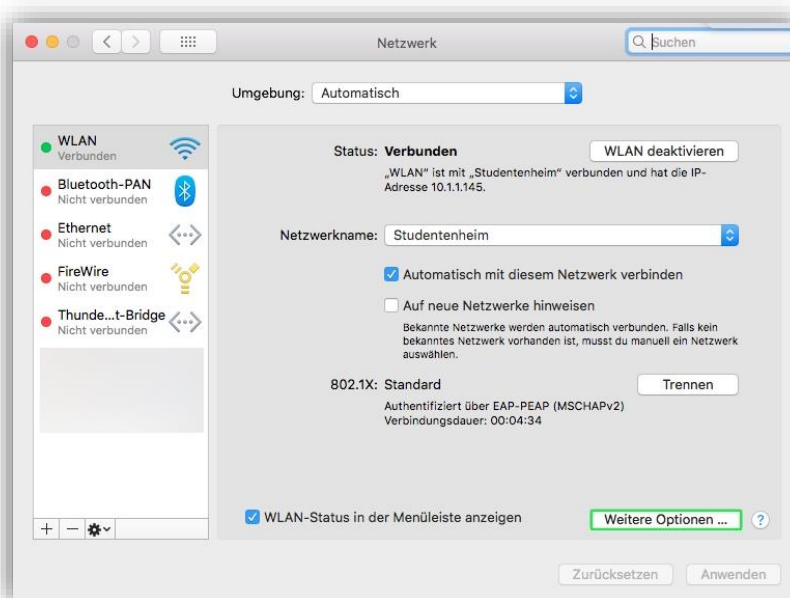 Netzwerk
Suchen
Umgebung: Automatisch
WLAN
Verbunden
Bluetooth-PAN
Nicht verbunden
Ethernet
Nicht verbunden
FireWire
Nicht verbunden
Thunde...t-Bridge
Nicht verbunden
Status: Verbunden
WLAN deaktivieren
„WLAN“ ist mit „Studentenheim“ verbunden und hat die IP-
Adresse 10.1.1.145.
Netzwerkname: Studentenheim
Automatisch mit diesem Netzwerk verbinden
Auf neue Netzwerke hinweisen
Bekannte Netzwerke werden automatisch verbunden. Falls kein
bekanntes Netzwerk vorhanden ist, musst du manuell ein Netzwerk
auswählen.
802.1X: Standard
Trennen
Authentifiziert über EAP-PEAP (MSCHAPv2)
Verbindungsdauer: 00:04:34
WLAN-Status in der Menüleiste anzeigen
Weitere Optionen ...
?
Zurücksetzen
Anwenden